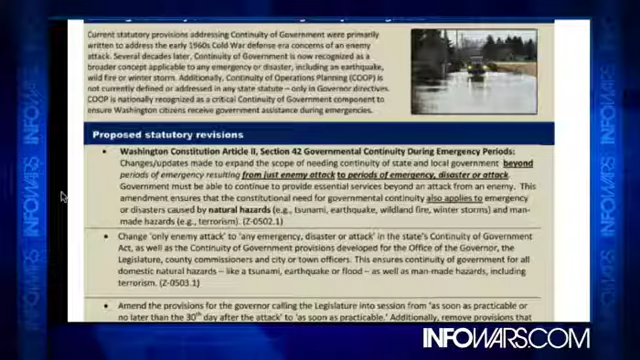 Current statutory provisions addressing Continuity of Government were primarily
written to address the early 1960s Cold War defense era concerns of an enemy
attack. Several decades later, Continuity of Government is now recognized as a
broader concept applicable to any emergency or disaster, including an earthquake,
wild fire or winter storm. Additionally, Continuity of Operations Planning (COOP) is
not currently defined or addressed in any state statute – only in Governor directives.
COOP is nationally recognized as a critical Continuity of Government component to
ensure Washington citizens receive government assistance during emergencies.
Proposed statutory revisions
• Washington Constitution Article II, Section 42 Governmental Continuity During Emergency Periods:
Changes/updates made to expand the scope of needing continuity of state and local government beyond
periods of emergency resulting from just enemy attack to periods of emergency, disaster or attack.
Government must be able to continue to provide essential services beyond an attack from an enemy. This
amendment ensures that the constitutional need for governmental continuity also applies to emergency
or disasters caused by natural hazards (e.g., tsunami, earthquake, wildland fire, winter storms) and man-
made hazards (e.g., terrorism). (Z-0502.1)
• Change 'only enemy attack' to 'any emergency, disaster or attack' in the state's Continuity of Government
Act, as well as the Continuity of Government provisions developed for the Office of the Governor, the
Legislature, county commissioners and city or town officers. This ensures continuity of government for all
domestic natural hazards – like a tsunami, earthquake or flood – as well as man-made hazards, including
terrorism. (Z-0503.1)
• Amend the provisions for the governor calling the Legislature into session from 'as soon as practicable or
no later than the 30th day after the attack' to 'as soon as practicable.' Additionally, remove provisions that
INFOWARS.COM
INFOWARS
INFOWARS
INFOWARS
INFOWARS